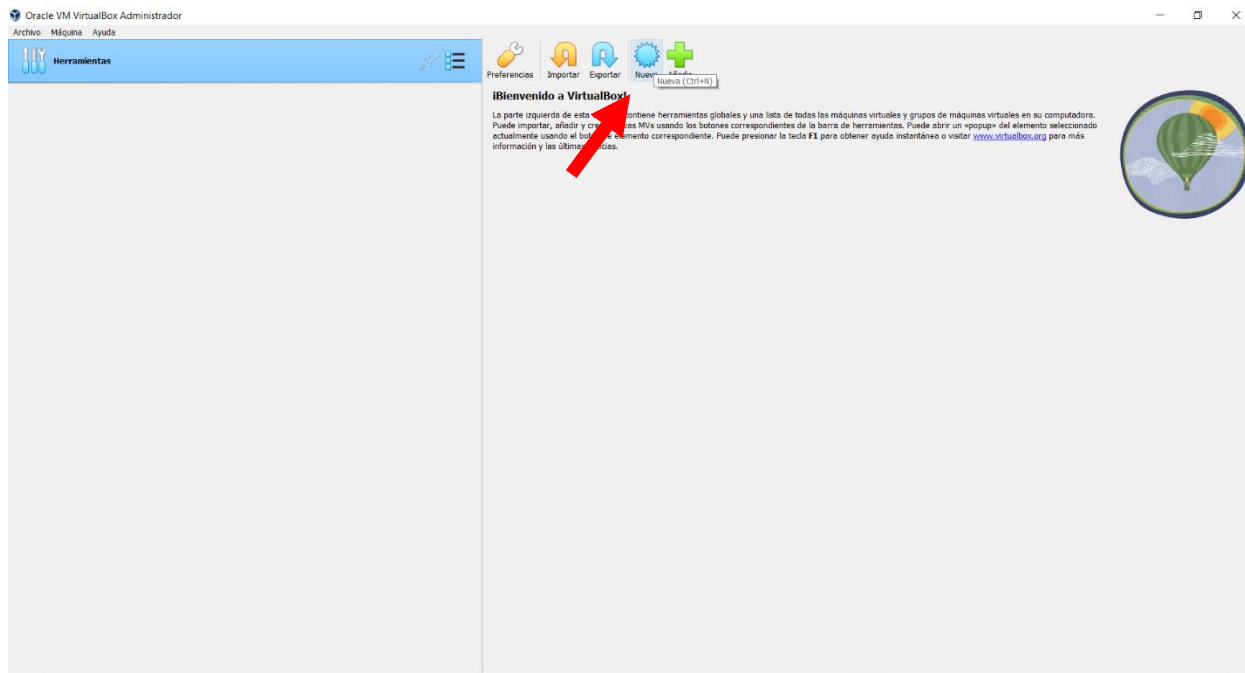 Oracle VM VirtualBox Administrador
Archivo Máquina Ayuda
Herramientas
Preferencias Importar Exportar
Nueva (Ctrl+N)
¡Bienvenido a VirtualBox!
La parte izquierda de esta contiene herramientas globales y una lista de todas las máquinas virtuales y grupos de máquinas virtuales en su computadora.
Puede importar, añadir y MVs usando los botones correspondientes de la barra de herramientas. Puede abrir un «popup» del elemento seleccionado
actualmente usando el elemento correspondiente. Puede presionar la tecla F1 para obtener ayuda instantánea o visitar www.virtualbox.org para más
información y las últimas